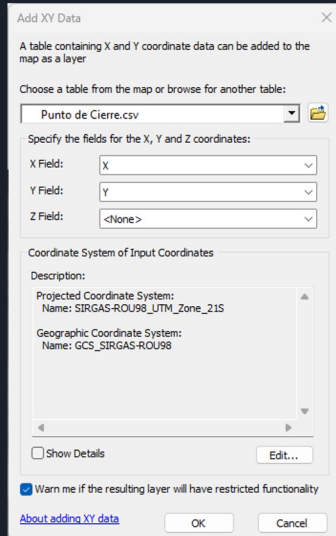 Add XY Data
A table containing X and Y coordinate data can be added to the
map as a layer
Choose a table from the map or browse for another table:
Punto de Cierre.csv
Specify the fields for the X, Y and Z coordinates:
X Field:
X
Y Field:
Y
Z Field:
<None>
Coordinate System of Input Coordinates
Description:
Projected Coordinate System:
Name: SIRGAS-ROU98_UTM_Zone_21S
Geographic Coordinate System:
Name: GCS_SIRGAS-ROU98
Show Details
Edit...
Warn me if the resulting layer will have restricted functionality
About adding XY data
OK
Cancel